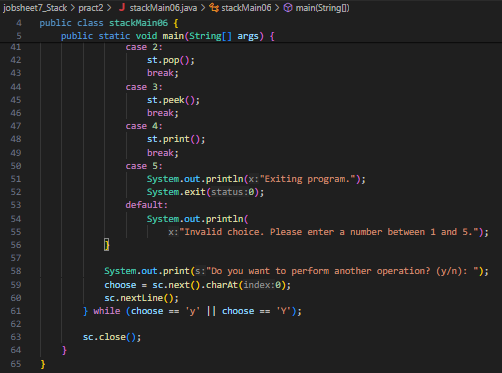 jobsheet7_Stack > pract2 > J stackMain06.java > stackMain06 > main(String[])
4 public class stackMain06 {
5 public static void main(String[] args) {
41 case 2:
42 st.pop();
43 break;
44 case 3:
45 st.peek();
46 break;
47 case 4:
48 st.print();
49 break;
50 case 5:
51 System.out.println(x:"Exiting program.");
52 System.exit(status:0);
53 default:
54 System.out.println(
55 x:"Invalid choice. Please enter a number between 1 and 5.");
56 }
57
58 System.out.print(s:"Do you want to perform another operation? (y/n): ");
59 choose = sc.next().charAt(index:0);
60 sc.nextLine();
61 } while (choose == 'y' || choose == 'Y');
62
63 sc.close();
64 }
65 }